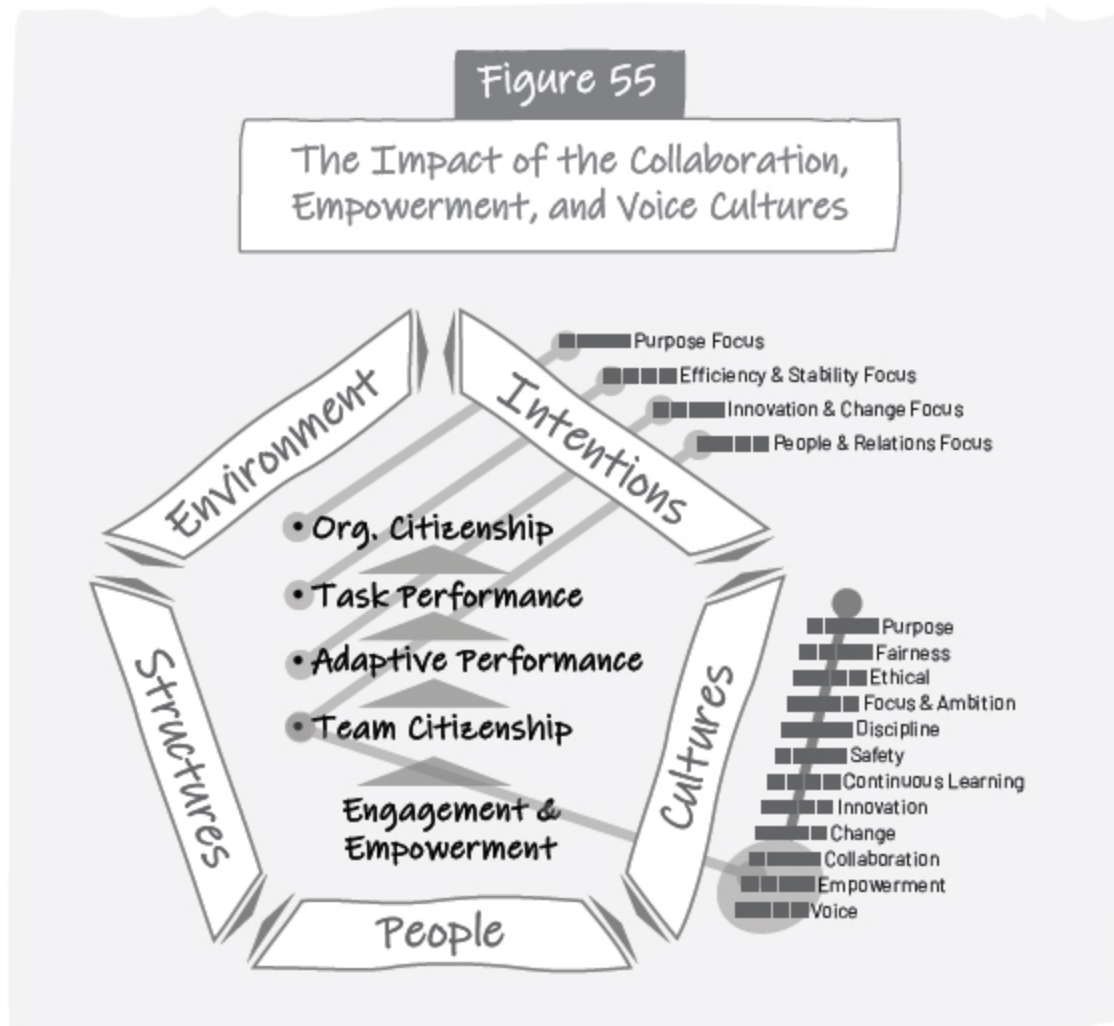 Figure 55
The Impact of the Collaboration,
Empowerment, and Voice Cultures
Purpose Focus
Efficiency & Stability Focus
Innovation & Change Focus
People & Relations Focus
Environment
Intentions
• Org. Citizenship
• Task Performance
• Adaptive Performance
• Team Citizenship
Engagement &
Empowerment
Structures
Cultures
People
Purpose
Fairness
Ethical
Focus & Ambition
Discipline
Safety
Continuous Learning
Innovation
Change
Collaboration
Empowerment
Voice